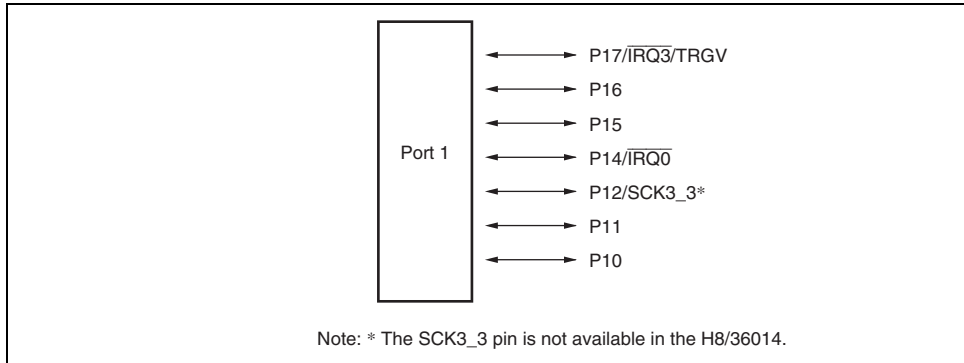 Port 1
P17/IRQ3/TRGV
P16
P15
P14/IRQ0
P12/SCK3_3*
P11
P10
Note: * The SCK3_3 pin is not available in the H8/36014.